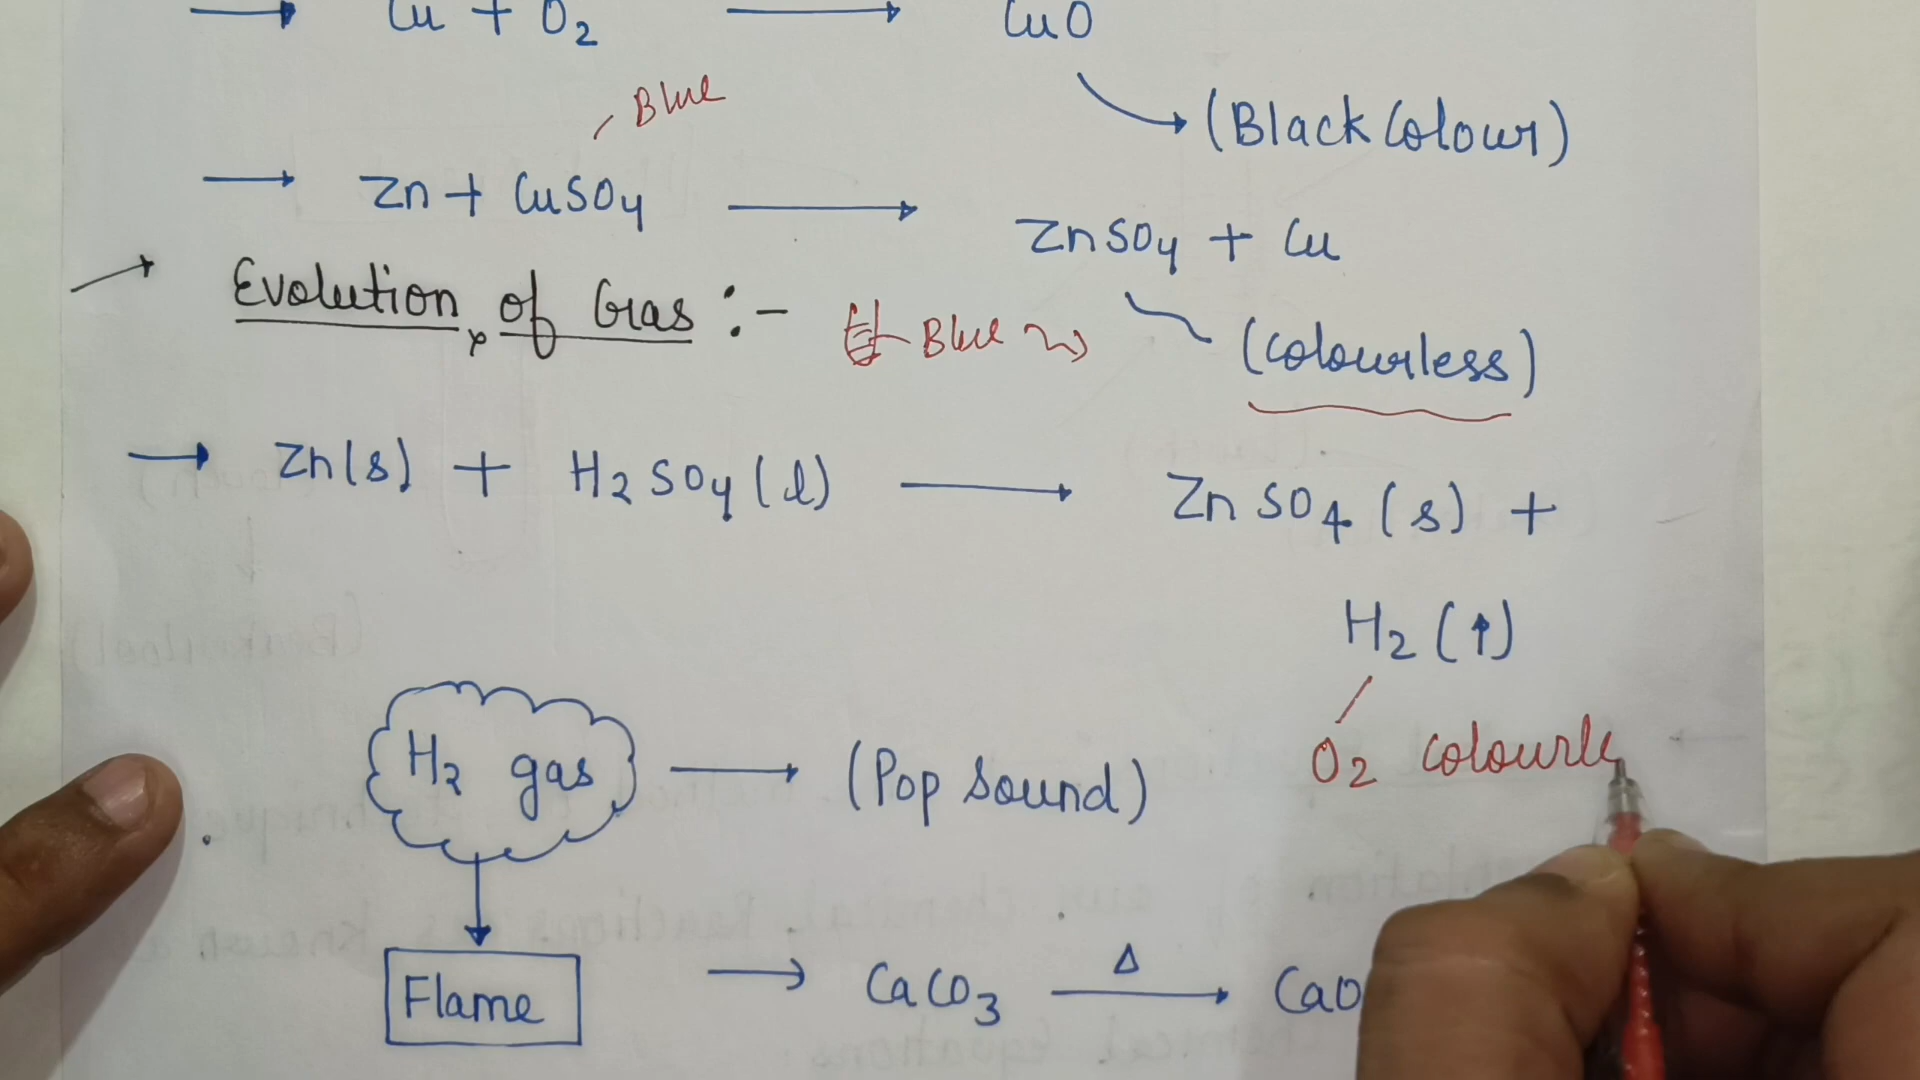 → Cu + O₂ ⟶ CuO
Blue
(Black Colour)
→ Zn + CuSO₄ ⟶ ZnSO₄ + Cu
→ Evolution of Gas :-
Blue
(colourless)
→ Zn(s) + H₂SO₄(l) ⟶ ZnSO₄(s) +
H₂(↑)
O₂ colourle
H₂ gas → (Pop Sound)
Flame
→ CaCO₃ —Δ→ CaO